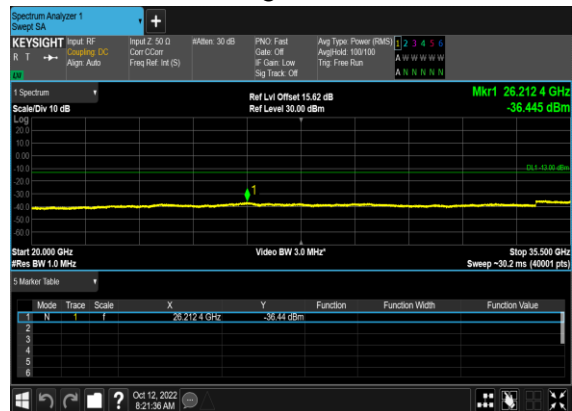 Spectrum Analyzer 1
Swept SA
KEYSIGHT Input: RF Input Z: 50 Ω #Atten: 30 dB PNO: Fast Avg Type: Power (RMS) 1 2 3 4 5 6
R T Coupling: DC Corr CCorr Gate: Off Avg|Hold: 100/100 A W W W W W
Align: Auto Freq Ref: Int (S) IF Gain: Low Trig: Free Run
Sig Track: Off A N N N N N
LW
1 Spectrum Ref Lvl Offset 15.62 dB Mkr1 26.212 4 GHz
Scale/Div 10 dB Ref Level 30.00 dBm -36.445 dBm
Log
20.0
10.0
0.00
-10.0 DL1 -13.00 dBm
-20.0
-30.0 1
-40.0
-50.0
-60.0
Start 20.000 GHz Video BW 3.0 MHz* Stop 35.500 GHz
#Res BW 1.0 MHz Sweep ~30.2 ms (40001 pts)
5 Marker Table
Mode Trace Scale X Y Function Function Width Function Value
1 N 1 f 26.212 4 GHz -36.44 dBm
2
3
4
5
6
? Oct 12, 2022
8:21:36 AM